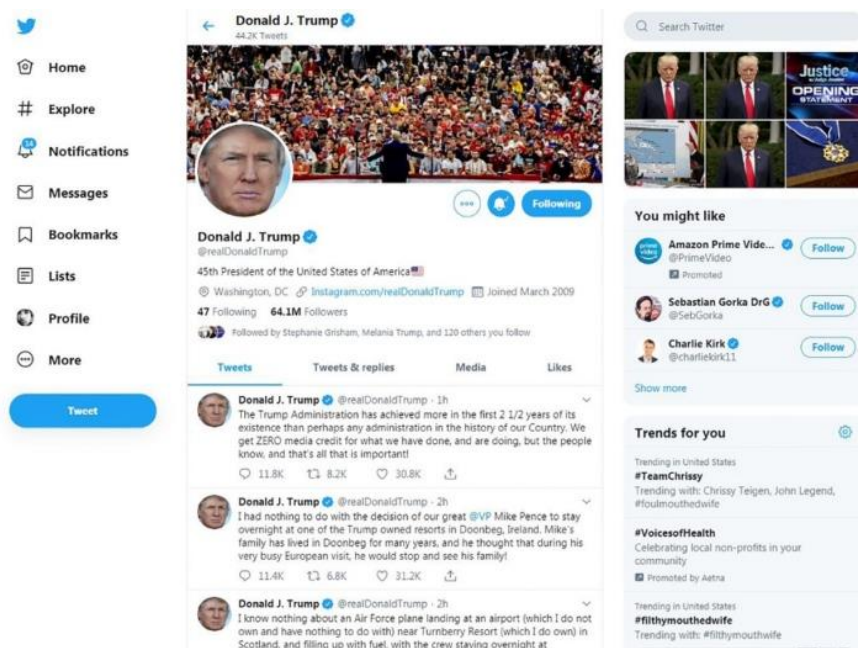 Home
Explore
14
Notifications
Messages
Bookmarks
Lists
Profile
More
Tweet
Donald J. Trump
44.2K Tweets
Following
Donald J. Trump
@realDonaldTrump
45th President of the United States of America🇺🇸
Washington, DC Instagram.com/realDonaldTrump Joined March 2009
47 Following 64.1M Followers
Followed by Stephanie Grisham, Melania Trump, and 120 others you follow
Tweets Tweets & replies Media Likes
Donald J. Trump @realDonaldTrump · 1h
The Trump Administration has achieved more in the first 2 1/2 years of its
existence than perhaps any administration in the history of our Country. We
get ZERO media credit for what we have done, and are doing, but the people
know, and that's all that is important!
11.8K 8.2K 30.8K
Donald J. Trump @realDonaldTrump · 2h
I had nothing to do with the decision of our great @VP Mike Pence to stay
overnight at one of the Trump owned resorts in Doonbeg, Ireland. Mike's
family has lived in Doonbeg for many years, and he thought that during his
very busy European visit, he would stop and see his family!
11.4K 6.8K 31.2K
Donald J. Trump @realDonaldTrump · 2h
I know nothing about an Air Force plane landing at an airport (which I do not
own and have nothing to do with) near Turnberry Resort (which I do own) in
Scotland, and filling up with fuel, with the crew staying overnight at
Search Twitter
Justice
OPENING
STATEMENT
You might like
prime
video
Amazon Prime Vide...
@PrimeVideo
Promoted
Follow
Sebastian Gorka DrG
@SebGorka
Follow
Charlie Kirk
@charliekirk11
Follow
Show more
Trends for you
Trending in United States
#TeamChrissy
Trending with: Chrissy Teigen, John Legend,
#foulmouthedwife
#VoicesofHealth
Celebrating local non-profits in your
community
Promoted by Aetna
Trending in United States
#filthymouthedwife
Trending with: #filthymouthwife